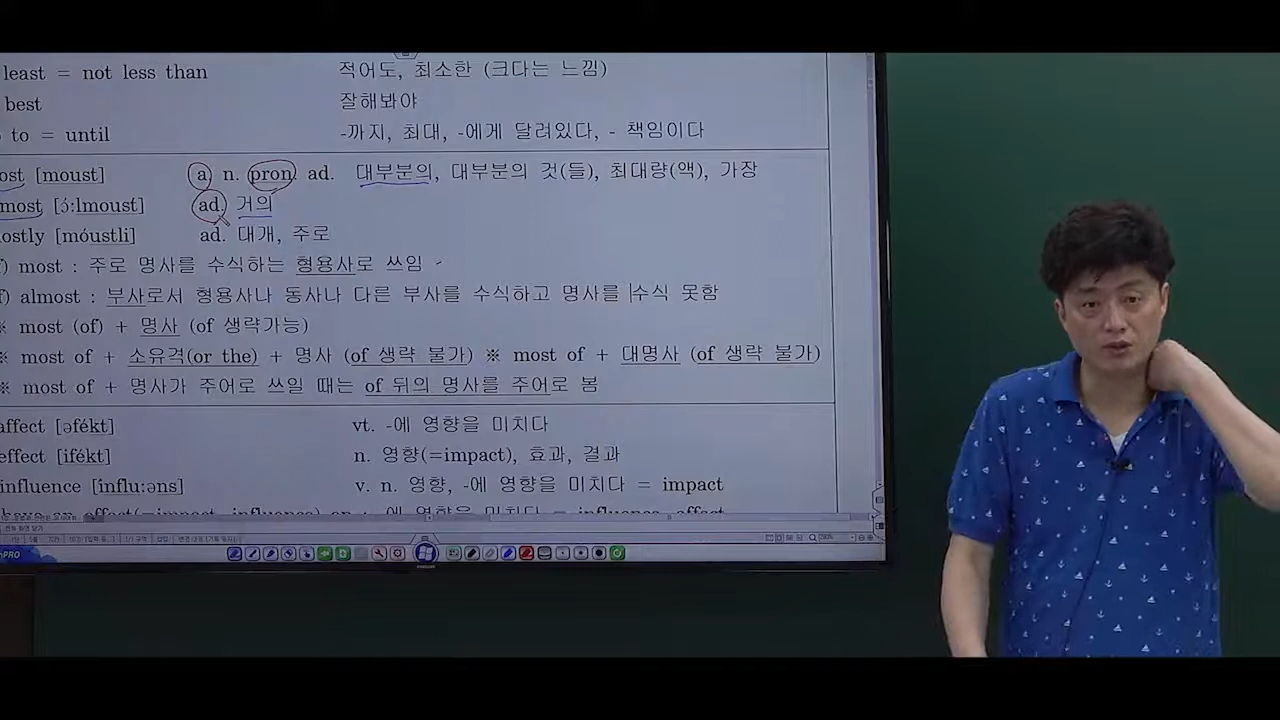 least = not less than 적어도, 최소한 (크다는 느낌)
best 잘해봐야
to = until -까지, 최대, -에게 달려있다, - 책임이다
ost [moust] a n. pron. ad. 대부분의, 대부분의 것(들), 최대량(액), 가장
most [ɔ́:lmoust] ad. 거의
ostly [móustli] ad. 대개, 주로
f) most : 주로 명사를 수식하는 형용사로 쓰임
f) almost : 부사로서 형용사나 동사나 다른 부사를 수식하고 명사를 수식 못함
※ most (of) + 명사 (of 생략가능)
※ most of + 소유격(or the) + 명사 (of 생략 불가) ※ most of + 대명사 (of 생략 불가)
※ most of + 명사가 주어로 쓰일 때는 of 뒤의 명사를 주어로 봄
affect [əfékt] vt. -에 영향을 미치다
effect [ifékt] n. 영향(=impact), 효과, 결과
influence [ínflu:əns] v. n. 영향, -에 영향을 미치다 = impact
PRO